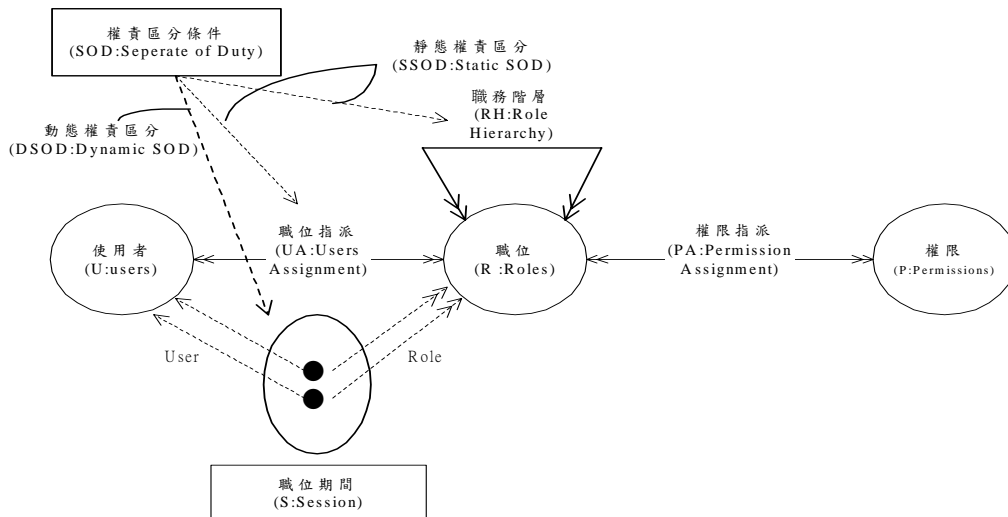 權責區分條件
(SOD:Seperate of Duty)
靜態權責區分
(SSOD:Static SOD)
職務階層
(RH:Role
Hierarchy)
動態權責區分
(DSOD:Dynamic SOD)
使用者
(U:users)
職位指派
(UA:Users
Assignment)
職位
(R :Roles)
權限指派
(PA:Permission
Assignment)
權限
(P:Permissions)
User
Role
職位期間
(S:Session)